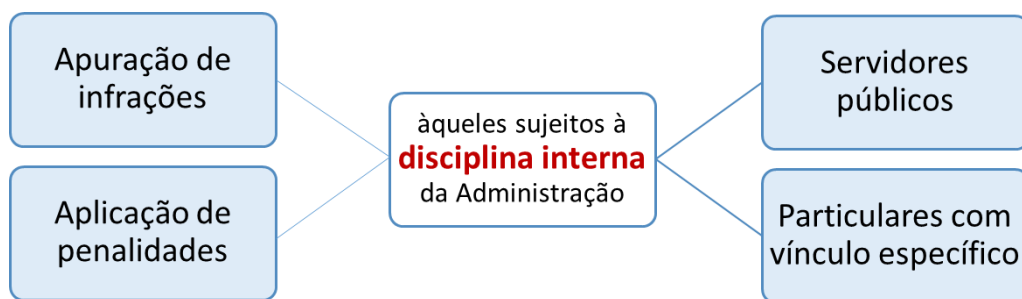 Apuração de
infrações
Aplicação de
penalidades
àqueles sujeitos à
disciplina interna
da Administração
Servidores
públicos
Particulares com
vínculo específico